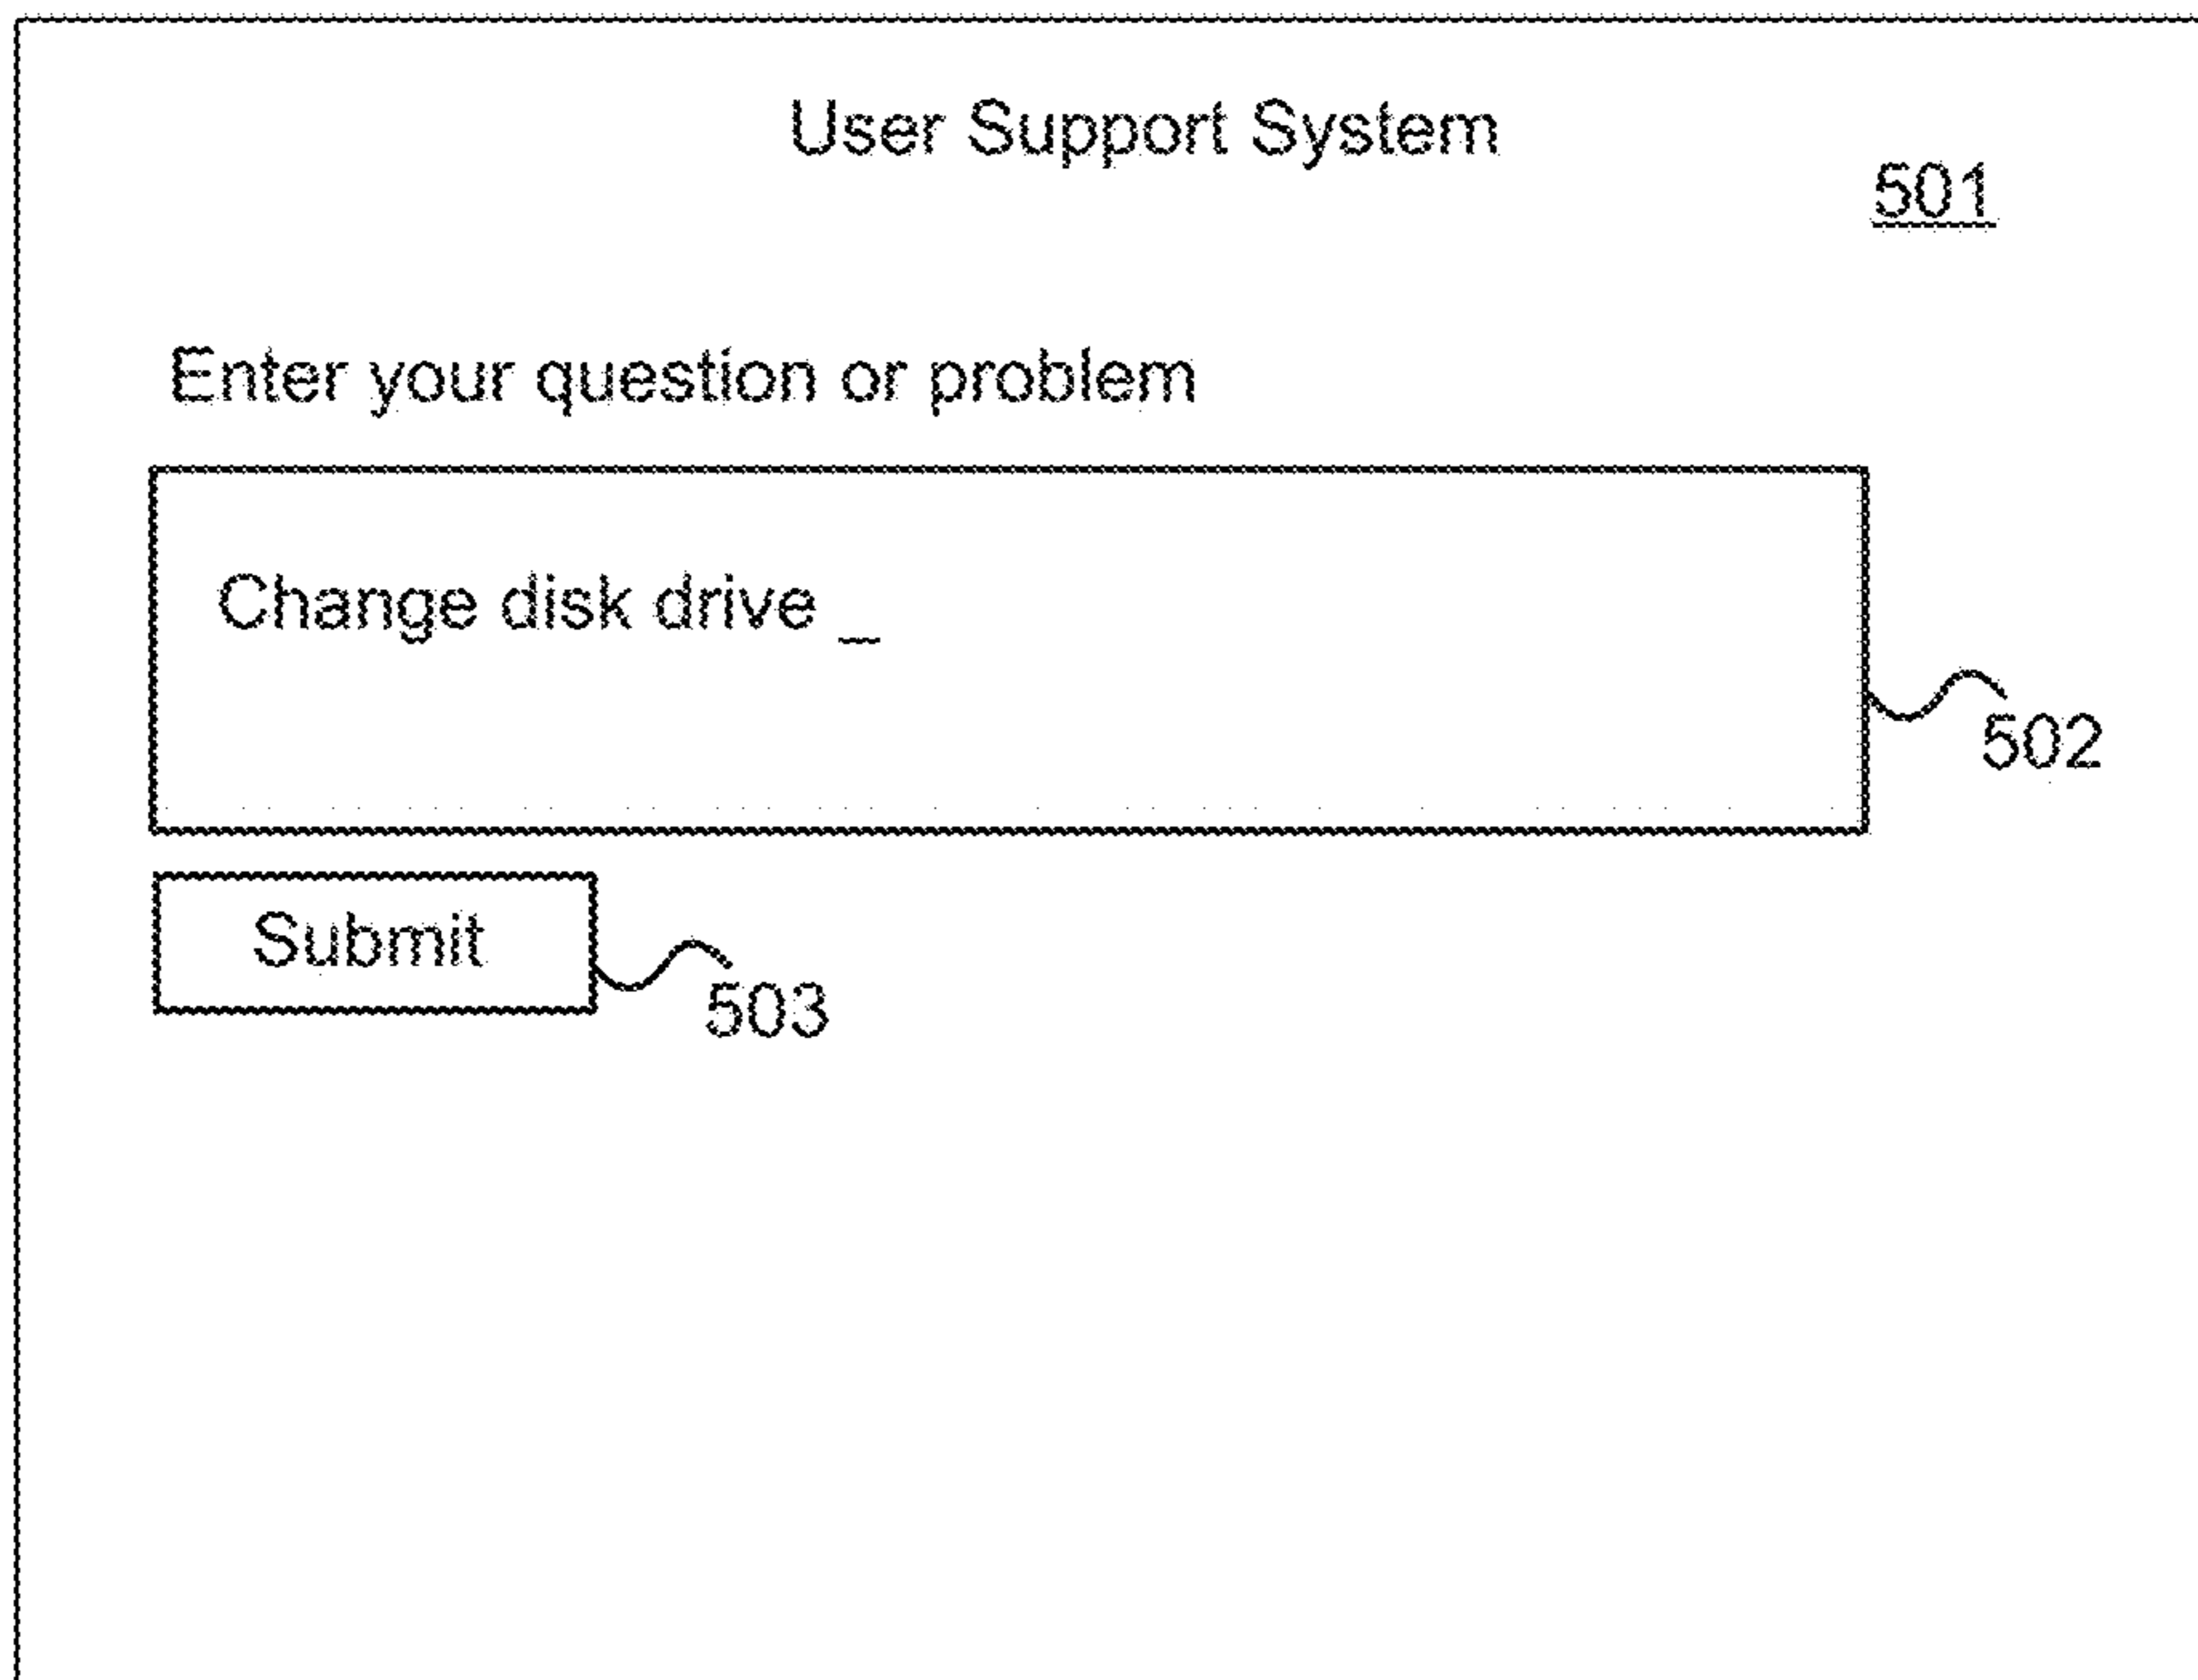 User Support System
501
Enter your question or problem
Change disk drive _
502
Submit
503